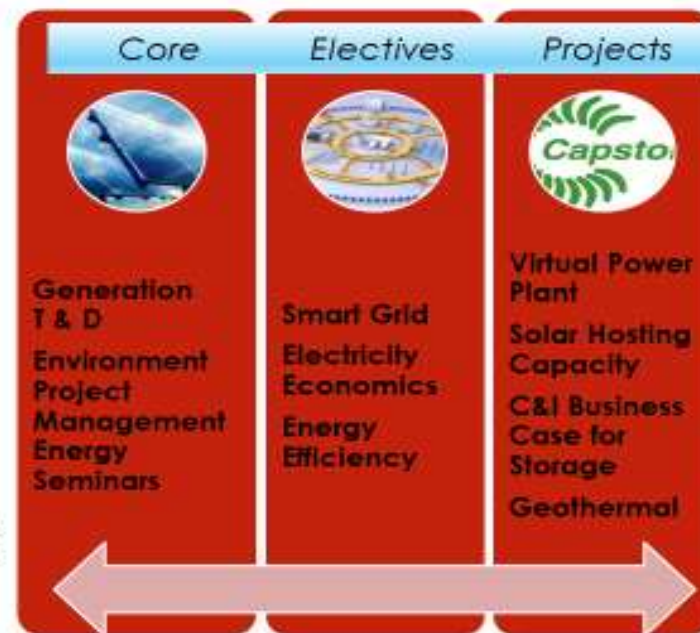 Core
Electives
Projects
Capsto
Generation
T & D
Environment
Project
Management
Energy
Seminars
Smart Grid
Electricity
Economics
Energy
Efficiency
Virtual Power
Plant
Solar Hosting
Capacity
C&I Business
Case for
Storage
Geothermal